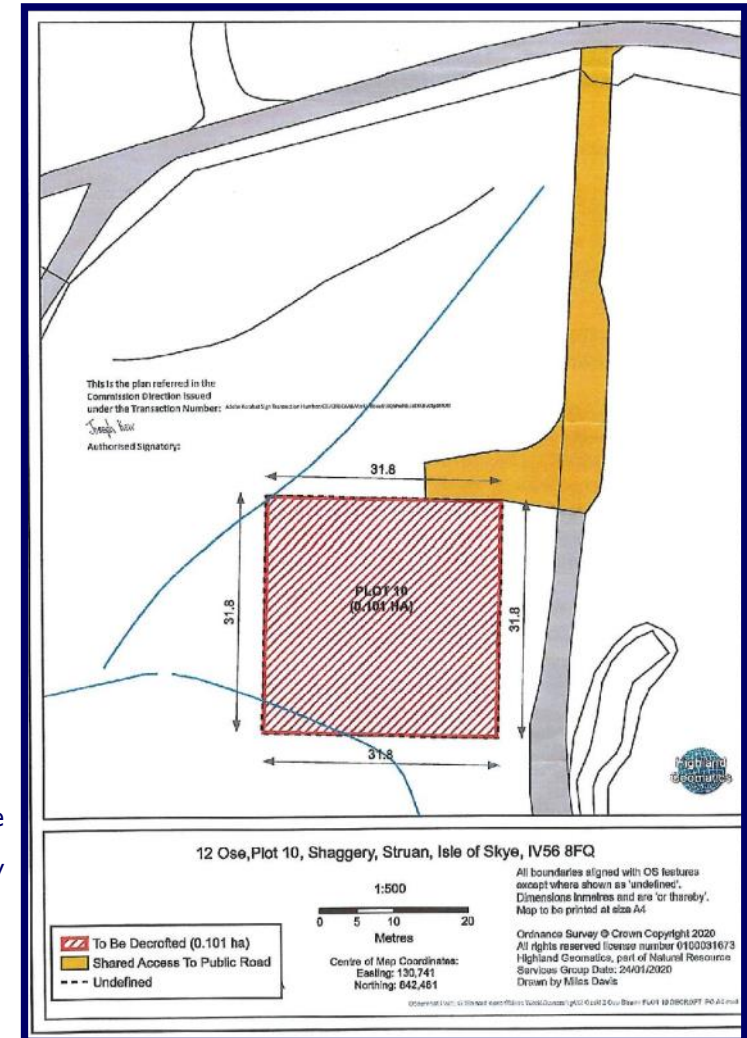 This is the plan referred in the
Commission Direction issued
under the Transaction Number:
Joseph Kerr
Authorised Signatory:
31.8
31.8
PLOT 10
(0.101 HA)
31.8
31.8
Highland
Geomatics
e
y
12 Ose,Plot 10, Shaggery, Struan, Isle of Skye, IV56 8FQ
1:500
0 5 10 20
Metres
Centre of Map Coordinates:
Easting: 130,741
Northing: 842,461
To Be Decrofted (0.101 ha)
Shared Access To Public Road
Undefined
All boundaries aligned with OS features
except where shown as 'undefined'.
Dimensions inmetres and are 'or thereby'.
Map to be printed at size A4
Ordnance Survey © Crown Copyright 2020
All rights reserved license number 0100031673
Highland Geomatics, part of Natural Resource
Services Group Date: 24/01/2020
Drawn by Miles Davis